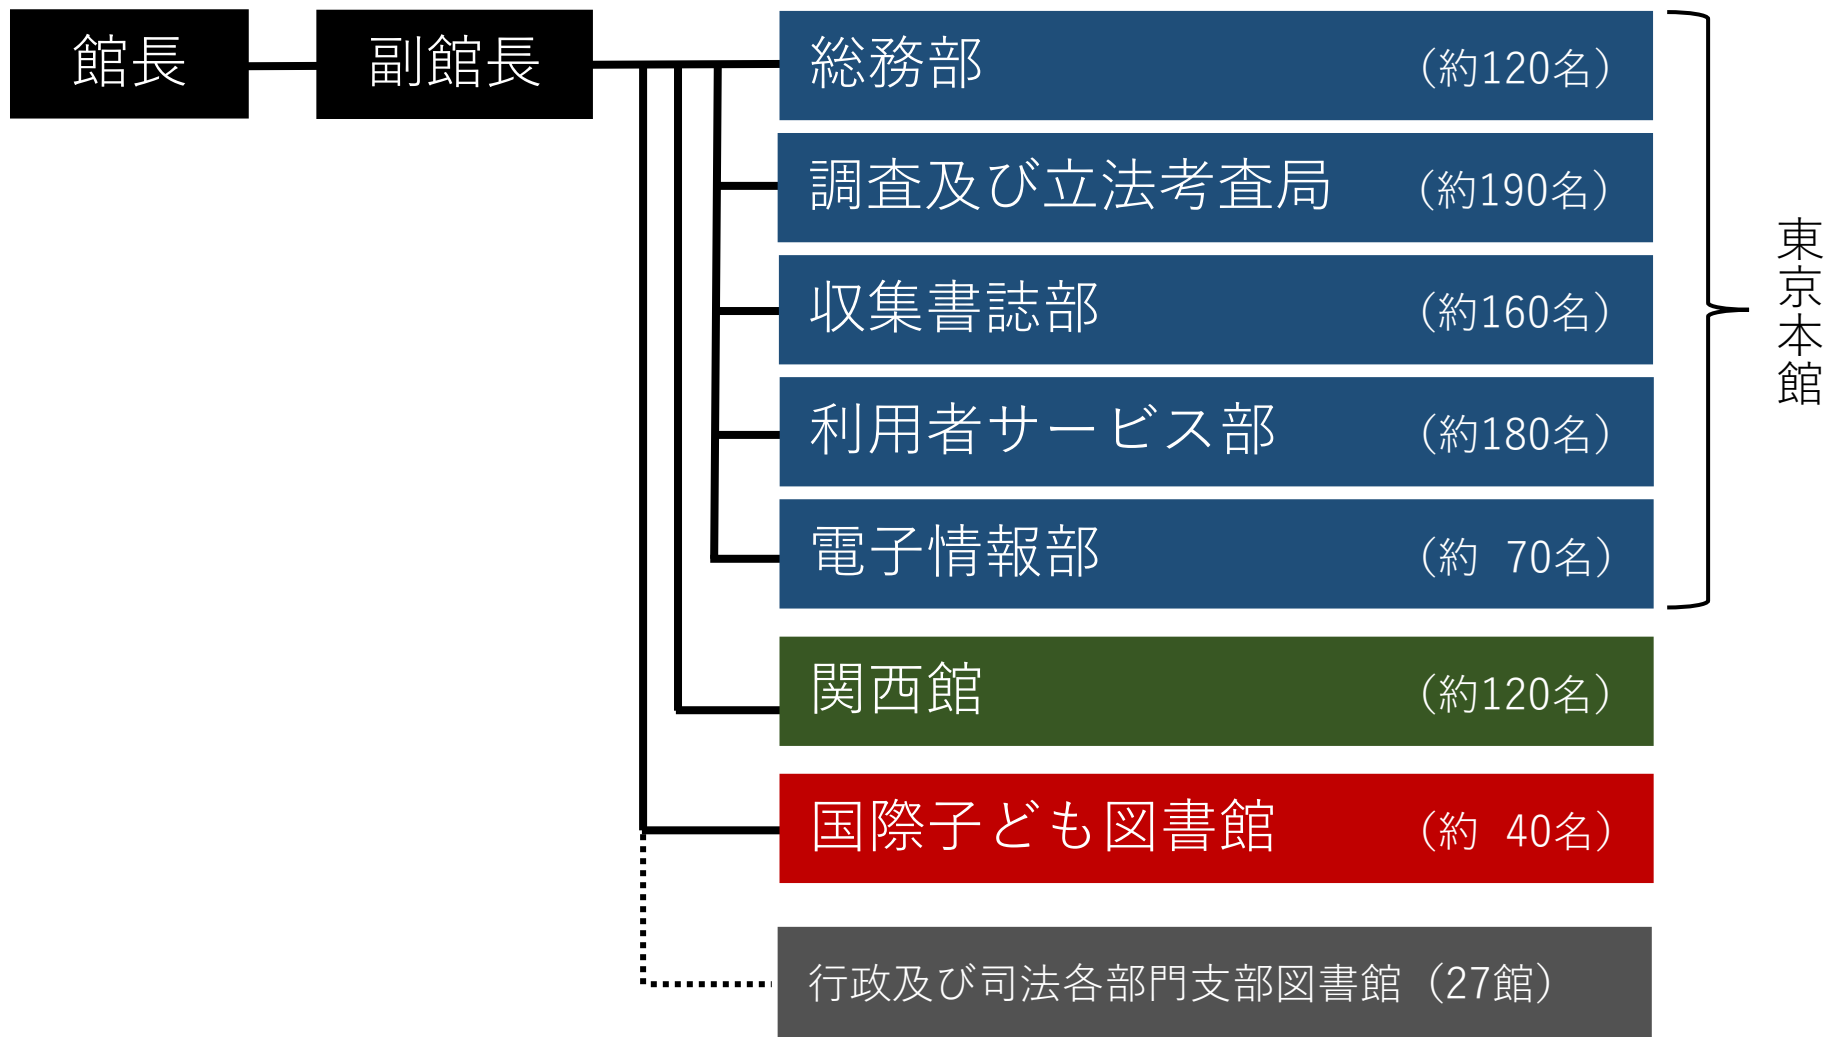 館長
副館長
総務部 （約120名）
調査及び立法考査局 （約190名）
収集書誌部 （約160名）
利用者サービス部 （約180名）
電子情報部 （約 70名）
東京本館
関西館 （約120名）
国際子ども図書館 （約 40名）
行政及び司法各部門支部図書館（27館）